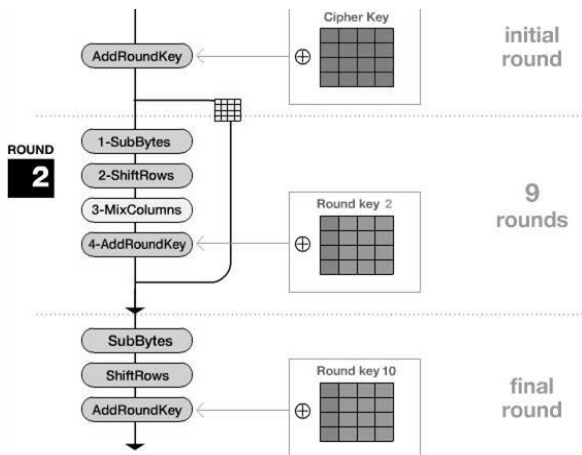 Cipher Key
AddRoundKey
initial
round
ROUND
2
1-SubBytes
2-ShiftRows
3-MixColumns
4-AddRoundKey
Round key 2
9
rounds
SubBytes
ShiftRows
AddRoundKey
Round key 10
final
round